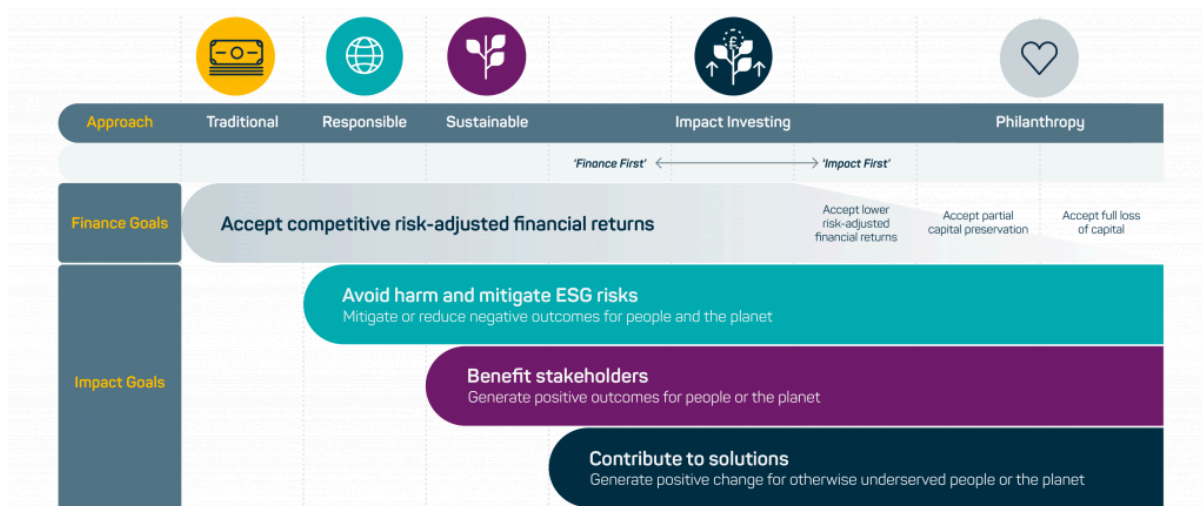 £
Approach Traditional Responsible Sustainable Impact Investing Philanthropy
'Finance First' 'Impact First'
Finance Goals
Accept competitive risk-adjusted financial returns
Accept lower
risk-adjusted
financial returns
Accept partial
capital preservation
Accept full loss
of capital
Impact Goals
Avoid harm and mitigate ESG risks
Mitigate or reduce negative outcomes for people and the planet
Benefit stakeholders
Generate positive outcomes for people or the planet
Contribute to solutions
Generate positive change for otherwise underserved people or the planet